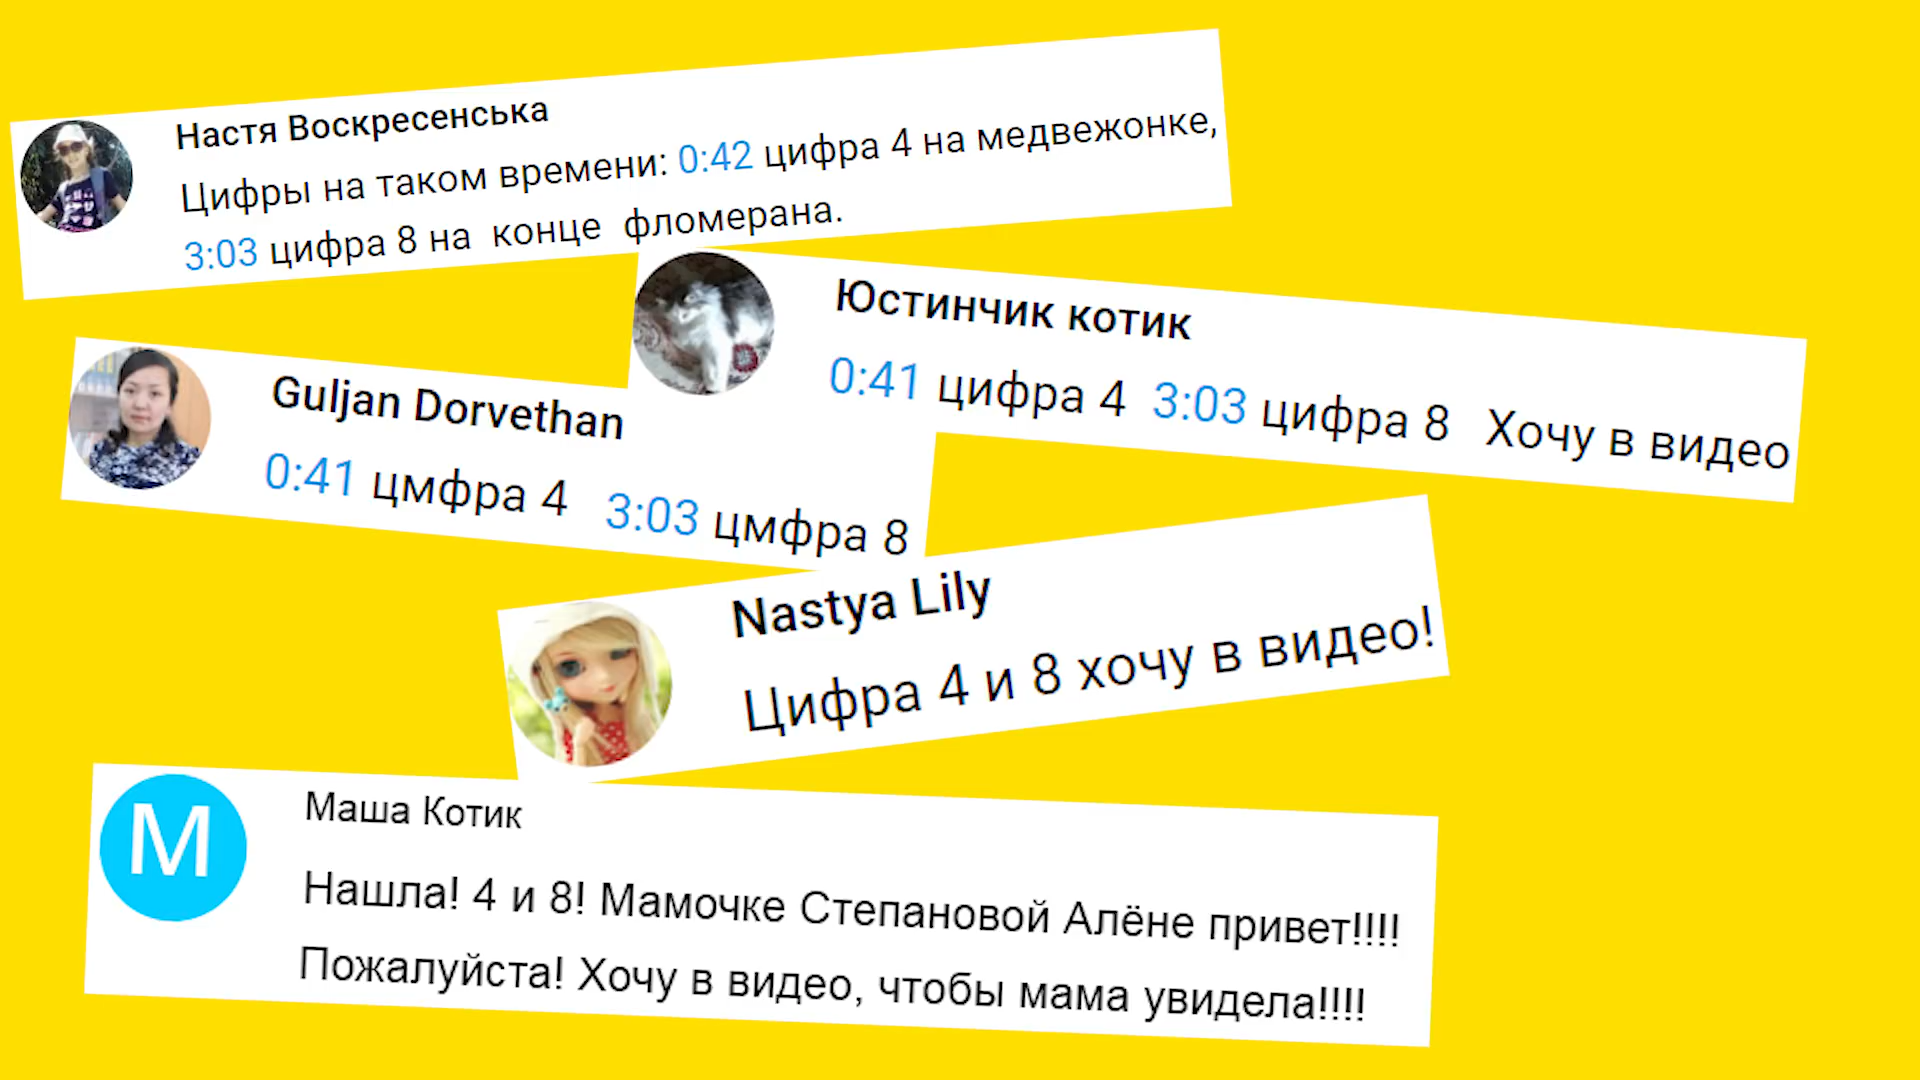 Настя Воскресенська
Цифры на таком времени: 0:42 цифра 4 на медвежонке,
3:03 цифра 8 на конце фломерана.
Юстинчик котик
0:41 цифра 4 3:03 цифра 8 Хочу в видео
Guljan Dorvethan
0:41 цмфра 4 3:03 цмфра 8
Nastya Lily
Цифра 4 и 8 хочу в видео!
М
Маша Котик
Нашла! 4 и 8! Мамочке Степановой Алёне привет!!!!
Пожалуйста! Хочу в видео, чтобы мама увидела!!!!